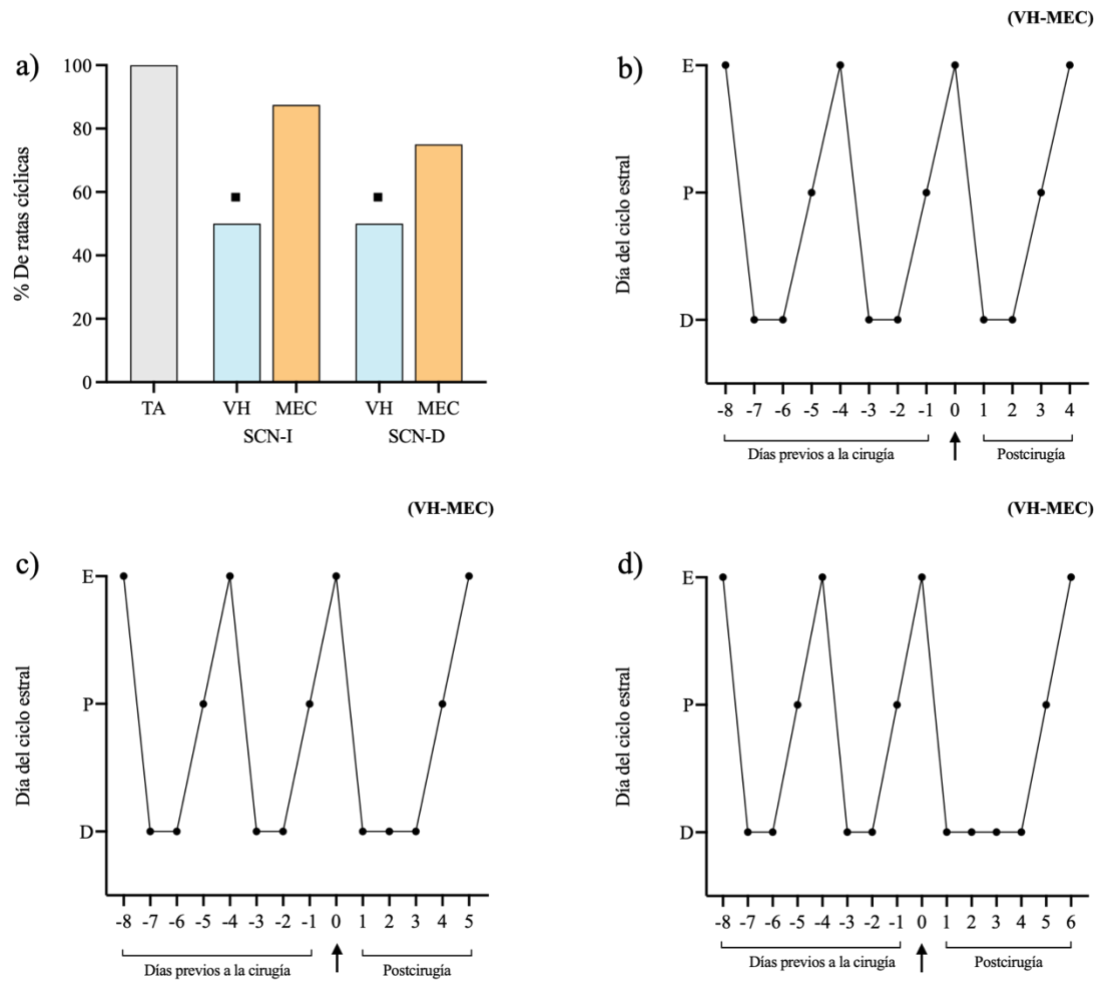 a)
% De ratas cíclicas
100
80
60
40
20
0
TA VH MEC VH MEC
SCN-I SCN-D
(VH-MEC)
b)
Día del ciclo estral
E
P
D
-8 -7 -6 -5 -4 -3 -2 -1 0 1 2 3 4
Días previos a la cirugía Postcirugía
(VH-MEC)
c)
Día del ciclo estral
E
P
D
-8 -7 -6 -5 -4 -3 -2 -1 0 1 2 3 4 5
Días previos a la cirugía Postcirugía
(VH-MEC)
d)
Día del ciclo estral
E
P
D
-8 -7 -6 -5 -4 -3 -2 -1 0 1 2 3 4 5 6
Días previos a la cirugía Postcirugía